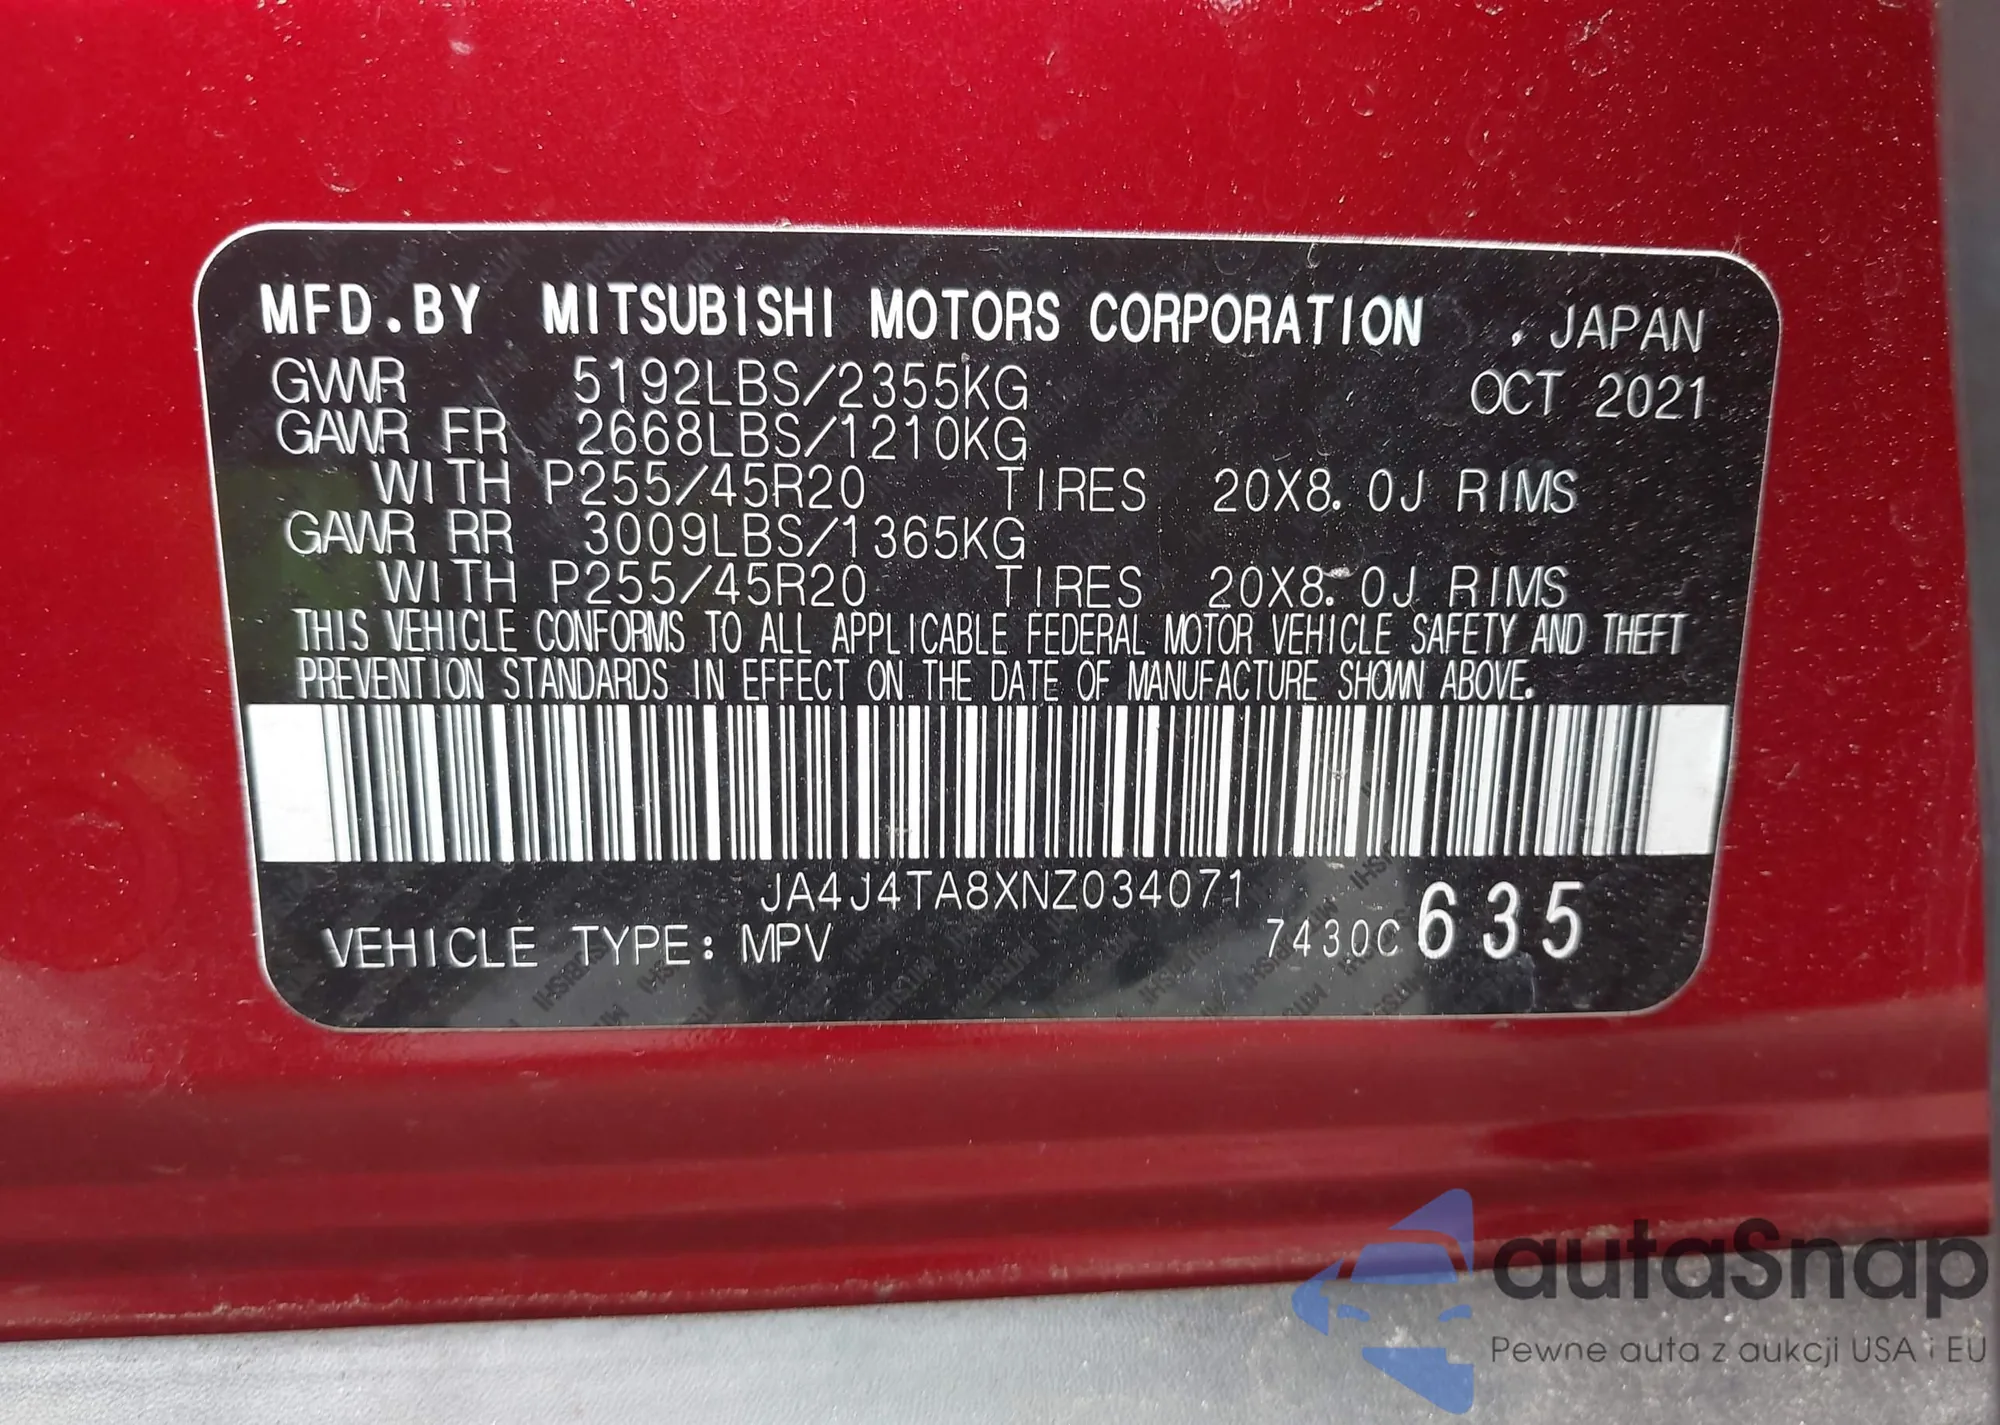 MFD.BY MITSUBISHI MOTORS CORPORATION , JAPAN
GVWR 5192LBS/2355KG OCT 2021
GAWR FR 2668LBS/1210KG
WITH P255/45R20 TIRES 20X8.0J RIMS
GAWR RR 3009LBS/1365KG
WITH P255/45R20 TIRES 20X8.0J RIMS
THIS VEHICLE CONFORMS TO ALL APPLICABLE FEDERAL MOTOR VEHICLE SAFETY AND THEFT
PREVENTION STANDARDS IN EFFECT ON THE DATE OF MANUFACTURE SHOWN ABOVE.
JA4J4TA8XNZ034071
VEHICLE TYPE: MPV 7430C 635
autaSnap
Pewne auta z aukcji USA i EU